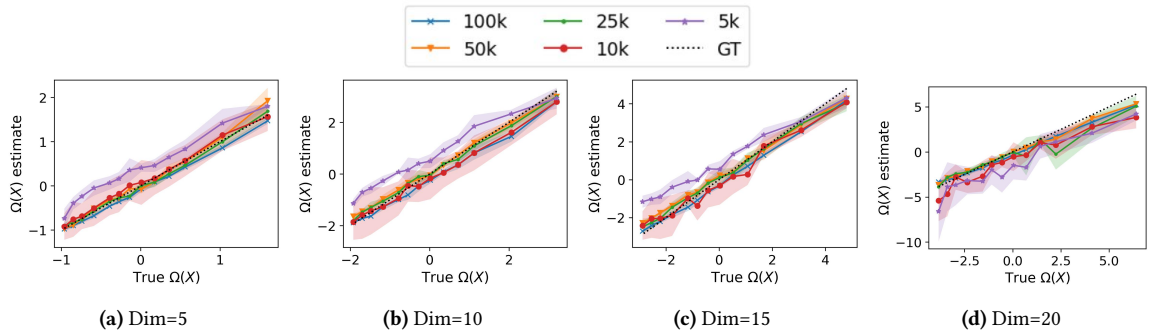 100k 25k 5k
50k 10k GT
2
1
0
−1
Ω(X) estimate
−1 0 1
True Ω(X)
(a) Dim=5
2
0
−2
Ω(X) estimate
−2 0 2
True Ω(X)
(b) Dim=10
4
2
0
−2
Ω(X) estimate
−2 0 2 4
True Ω(X)
(c) Dim=15
5
0
−5
−10
Ω(X) estimate
−2.5 0.0 2.5 5.0
True Ω(X)
(d) Dim=20